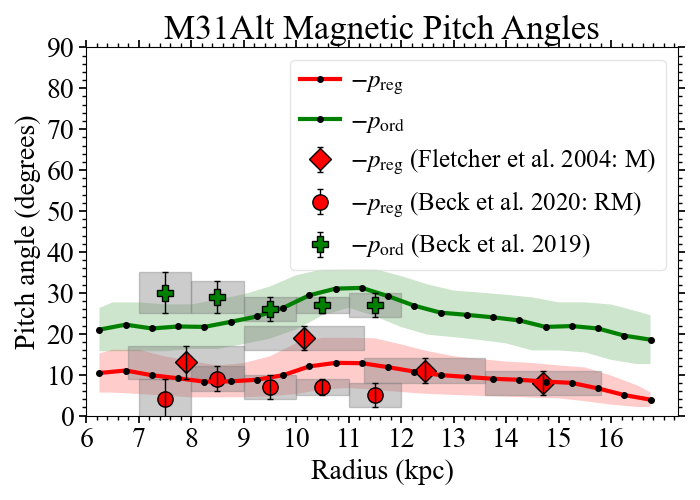 M31Alt Magnetic Pitch Angles
Pitch angle (degrees)
90
80
70
60
50
40
30
20
10
0
−p_reg
−p_ord
−p_reg (Fletcher et al. 2004: M)
−p_reg (Beck et al. 2020: RM)
−p_ord (Beck et al. 2019)
6 7 8 9 10 11 12 13 14 15 16
Radius (kpc)